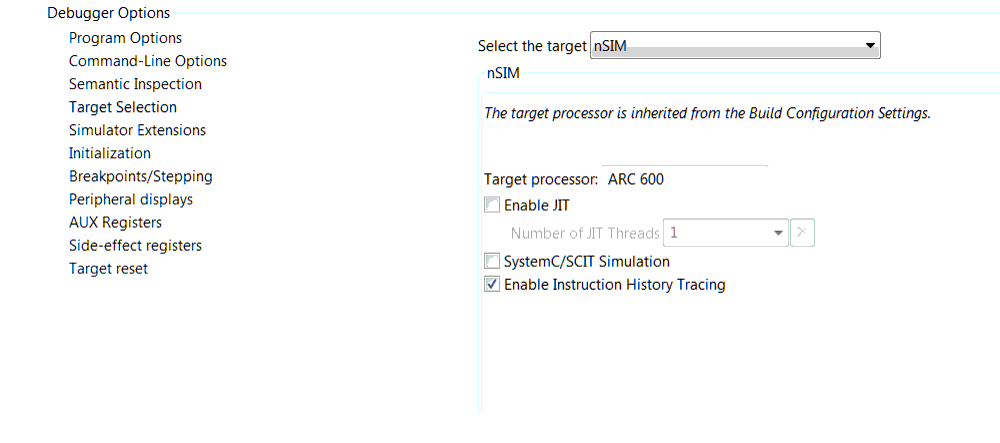 Debugger Options
Program Options
Command-Line Options
Semantic Inspection
Target Selection
Simulator Extensions
Initialization
Breakpoints/Stepping
Peripheral displays
AUX Registers
Side-effect registers
Target reset
Select the target nSIM
nSIM
The target processor is inherited from the Build Configuration Settings.
Target processor: ARC 600
Enable JIT
Number of JIT Threads 1
SystemC/SCIT Simulation
Enable Instruction History Tracing